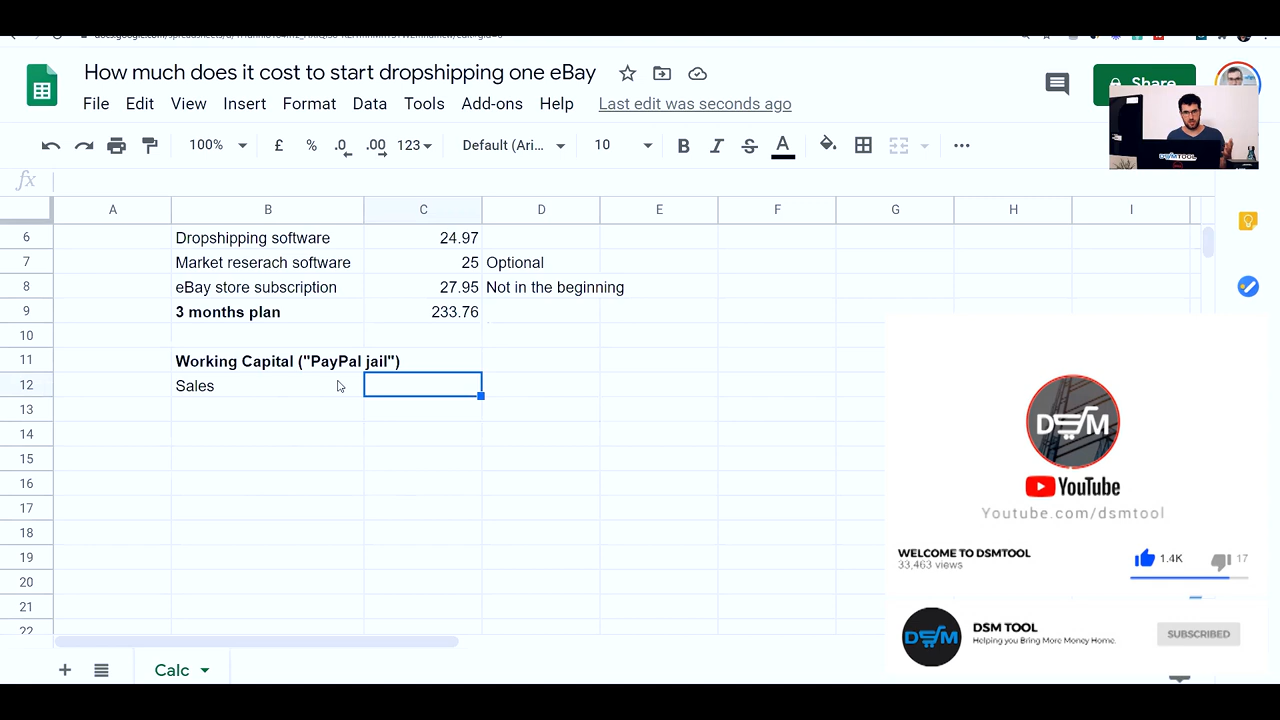 How much does it cost to start dropshipping one eBay
File Edit View Insert Format Data Tools Add-ons Help Last edit was seconds ago
Share
100% £ % .0 .00 123 Default (Ari... 10 B I S A
DSMTOOL
fx
A B C D E F G H I
6 Dropshipping software 24.97
7 Market reserach software 25 Optional
8 eBay store subscription 27.95 Not in the beginning
9 3 months plan 233.76
10
11 Working Capital ("PayPal jail")
12 Sales
13
14
15
16
17
18
19
20
21
22
DSM
YouTube
Youtube.com/dsmtool
WELCOME TO DSMTOOL
33,463 views
1.4K 17
DSM
DSM TOOL
Helping you Bring More Money Home.
SUBSCRIBED
Calc